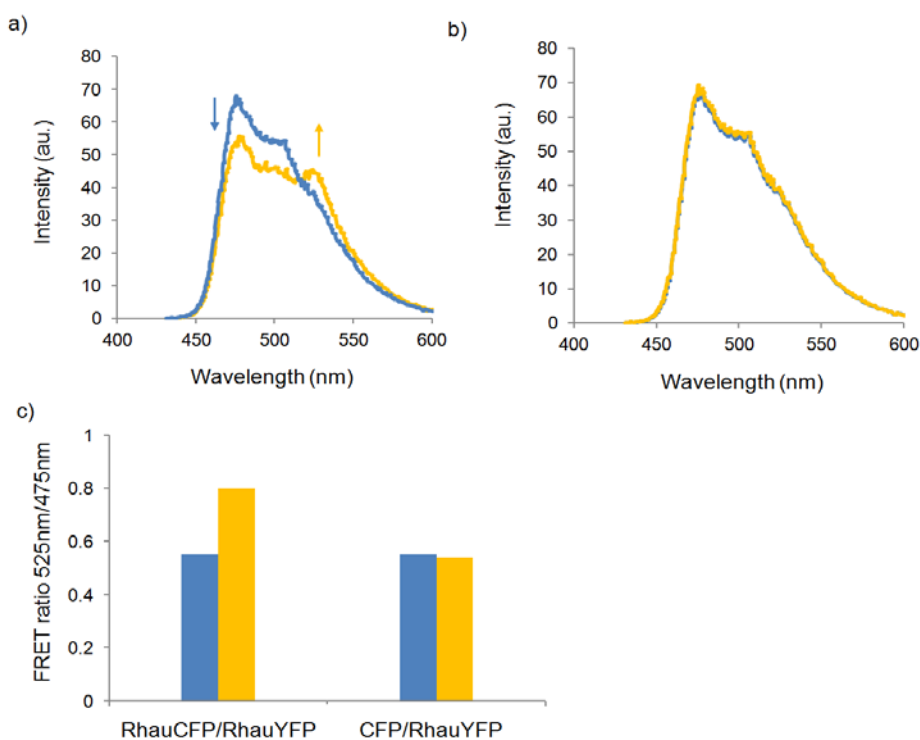 a)
80
70
60
50
40
30
20
10
0
400 450 500 550 600
Intensity (au.)
Wavelength (nm)
b)
80
70
60
50
40
30
20
10
0
400 450 500 550 600
Intensity (au.)
Wavelength (nm)
c)
1
0.8
0.6
0.4
0.2
0
FRET ratio 525nm/475nm
RhauCFP/RhauYFP CFP/RhauYFP